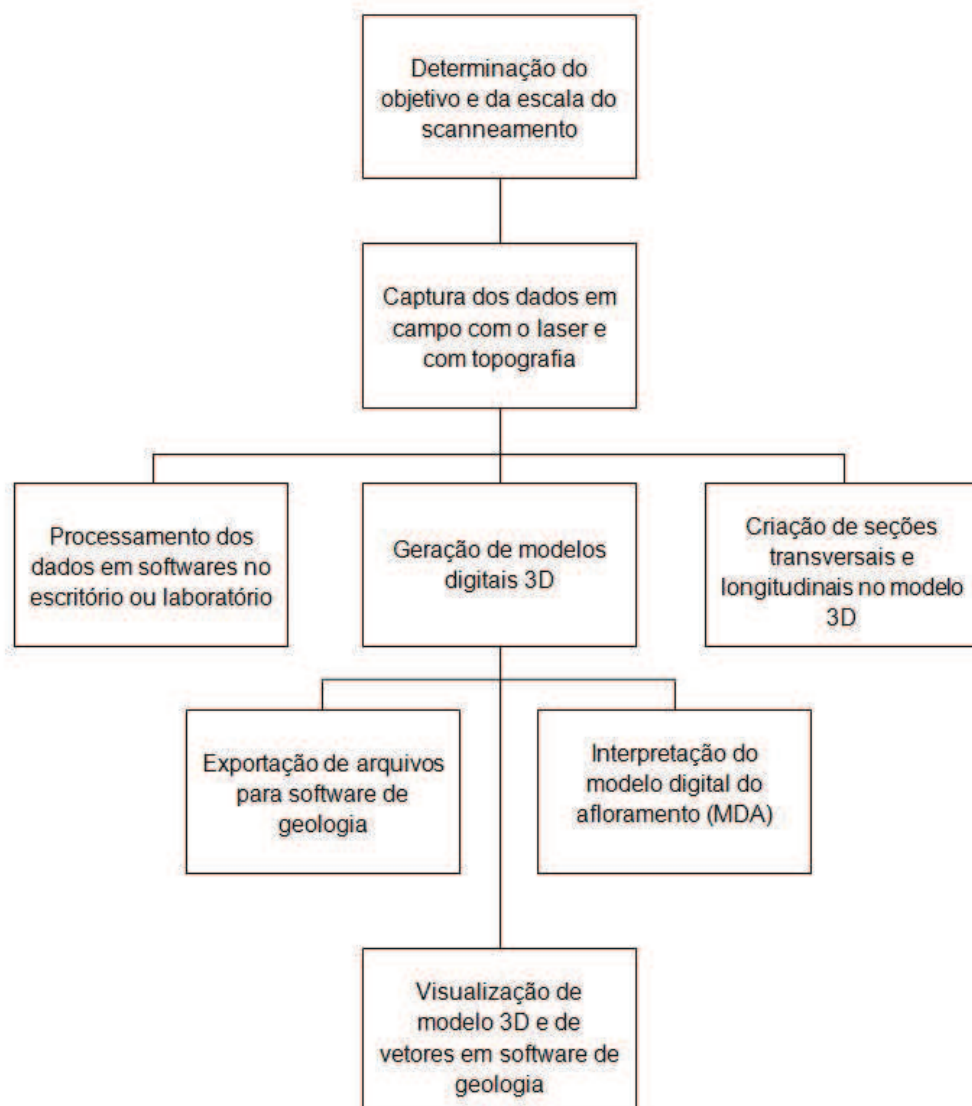 Determinação do
objetivo e da escala do
scanneamento
Captura dos dados em
campo com o laser e
com topografia
Processamento dos
dados em softwares no
escritório ou laboratório
Geração de modelos
digitais 3D
Criação de seções
transversais e
longitudinais no modelo
3D
Exportação de arquivos
para software de
geologia
Interpretação do
modelo digital do
afloramento (MDA)
Visualização de
modelo 3D e de
vetores em software de
geologia